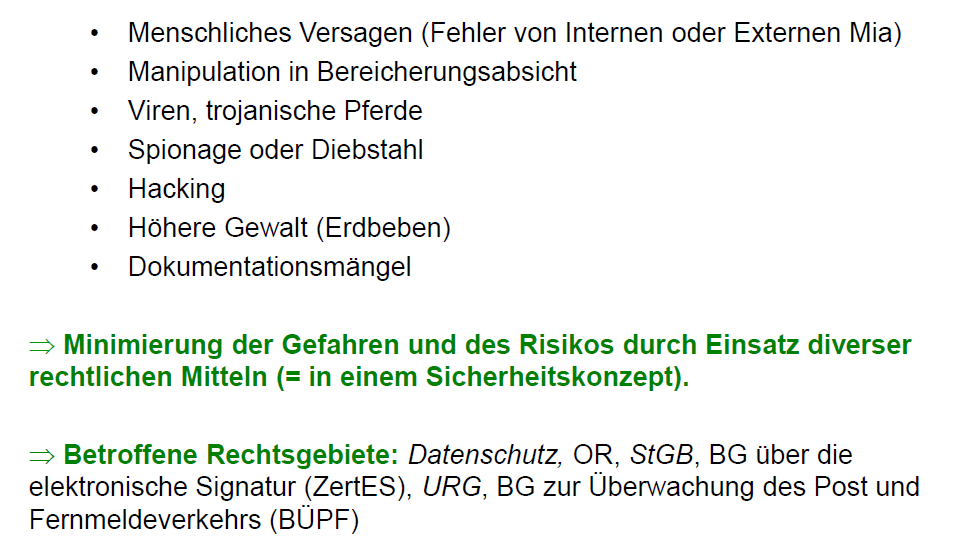 • Menschliches Versagen (Fehler von Internen oder Externen Mia)
• Manipulation in Bereicherungsabsicht
• Viren, trojanische Pferde
• Spionage oder Diebstahl
• Hacking
• Höhere Gewalt (Erdbeben)
• Dokumentationsmängel
⇒ Minimierung der Gefahren und des Risikos durch Einsatz diverser
rechtlichen Mitteln (= in einem Sicherheitskonzept).
⇒ Betroffene Rechtsgebiete: Datenschutz, OR, StGB, BG über die
elektronische Signatur (ZertES), URG, BG zur Überwachung des Post und
Fernmeldeverkehrs (BÜPF)